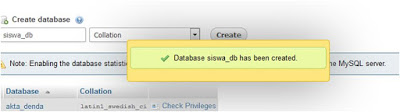 Create database
siswa_db
Collation
Create
Database siswa_db has been created.
Note: Enabling the database statistic
the MySQL server.
Database
Collation
akta_denda
latin1_swedish_ci
Check Privileges